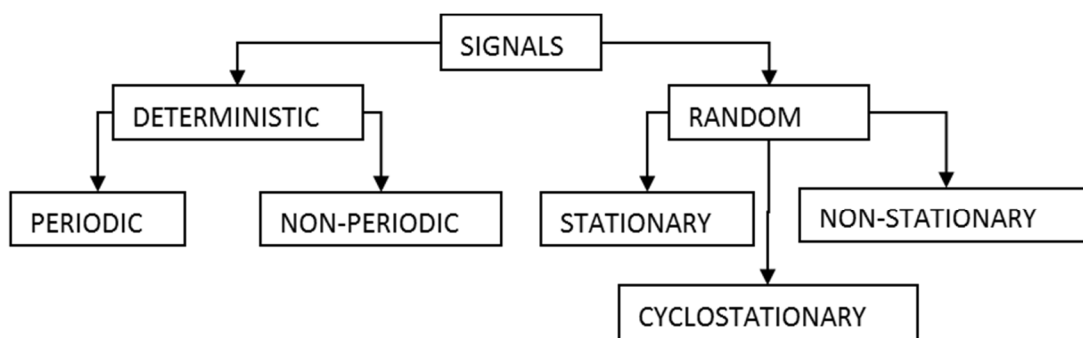 SIGNALS
DETERMINISTIC
RANDOM
PERIODIC
NON-PERIODIC
STATIONARY
NON-STATIONARY
CYCLOSTATIONARY